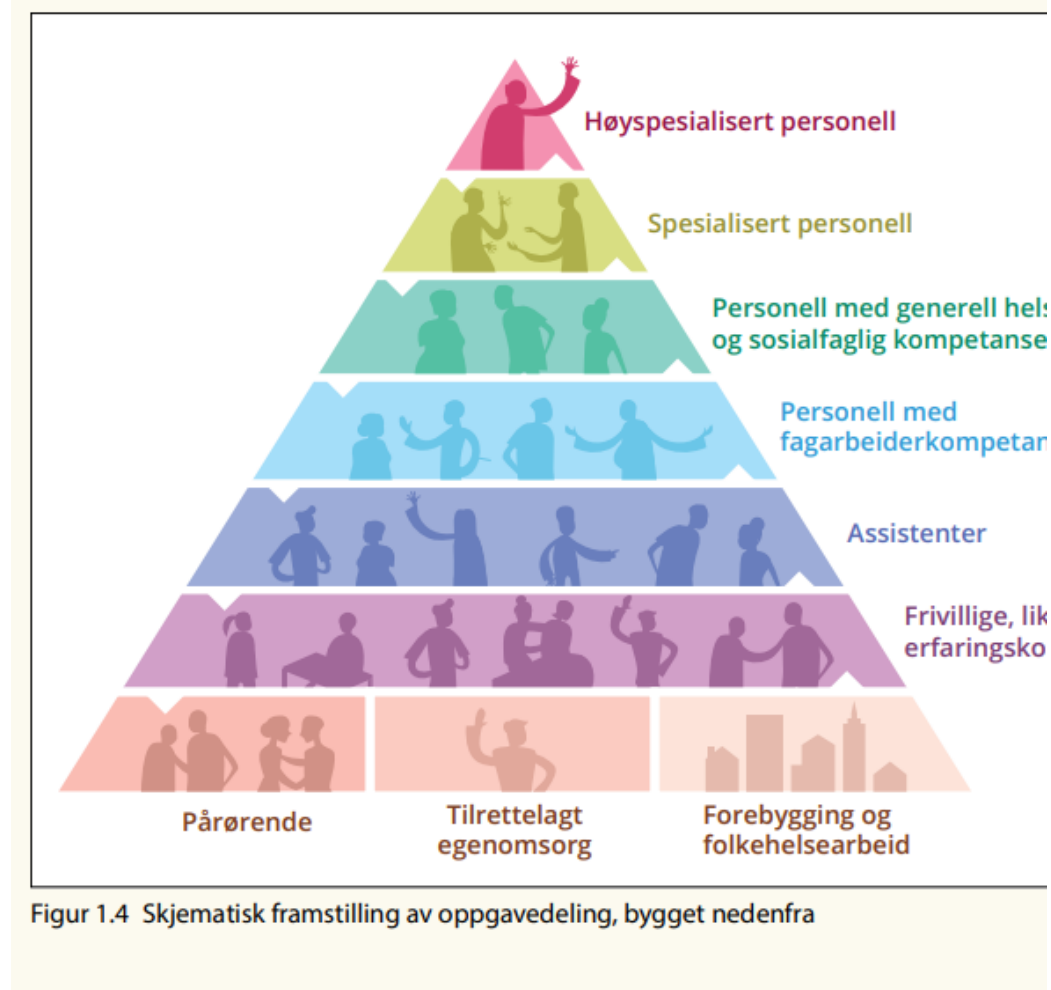 Høyspesialisert personell
Spesialisert personell
Personell med generell
og sosialfaglig kompetanse
Personell med
Assistenter
Frivillige,
Pårørende
Tilrettelagt
egenomsorg
Forebygging og
folkehelsearbeid
Figur 1.4 Skjematisk framstilling av oppgavedeling, bygget nedenfra